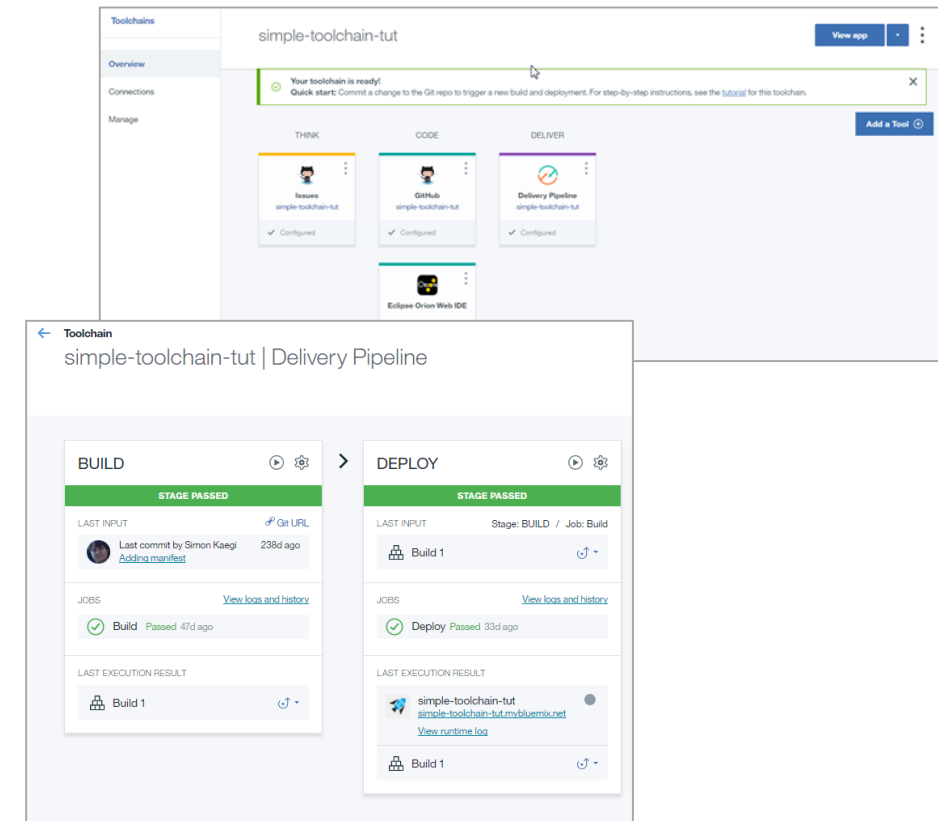 Toolchains
Overview
Connections
Manage
simple-toolchain-tut
View app
Your toolchain is ready!
Quick start: Commit a change to the Git repo to trigger a new build and deployment. For step-by-step instructions, see the tutorial for this toolchain.
Add a Tool
THINK
CODE
DELIVER
Issues
simple-toolchain-tut
Configured
GitHub
simple-toolchain-tut
Configured
Delivery Pipeline
simple-toolchain-tut
Configured
Eclipse Orion Web IDE
Toolchain
simple-toolchain-tut | Delivery Pipeline
BUILD
STAGE PASSED
LAST INPUT Git URL
Last commit by Simon Kaegi 238d ago
Adding manifest
JOBS View logs and history
Build Passed 47d ago
LAST EXECUTION RESULT
Build 1
DEPLOY
STAGE PASSED
LAST INPUT Stage: BUILD / Job: Build
Build 1
JOBS View logs and history
Deploy Passed 33d ago
LAST EXECUTION RESULT
simple-toolchain-tut
simple-toolchain-tut.mybluemix.net
View runtime log
Build 1